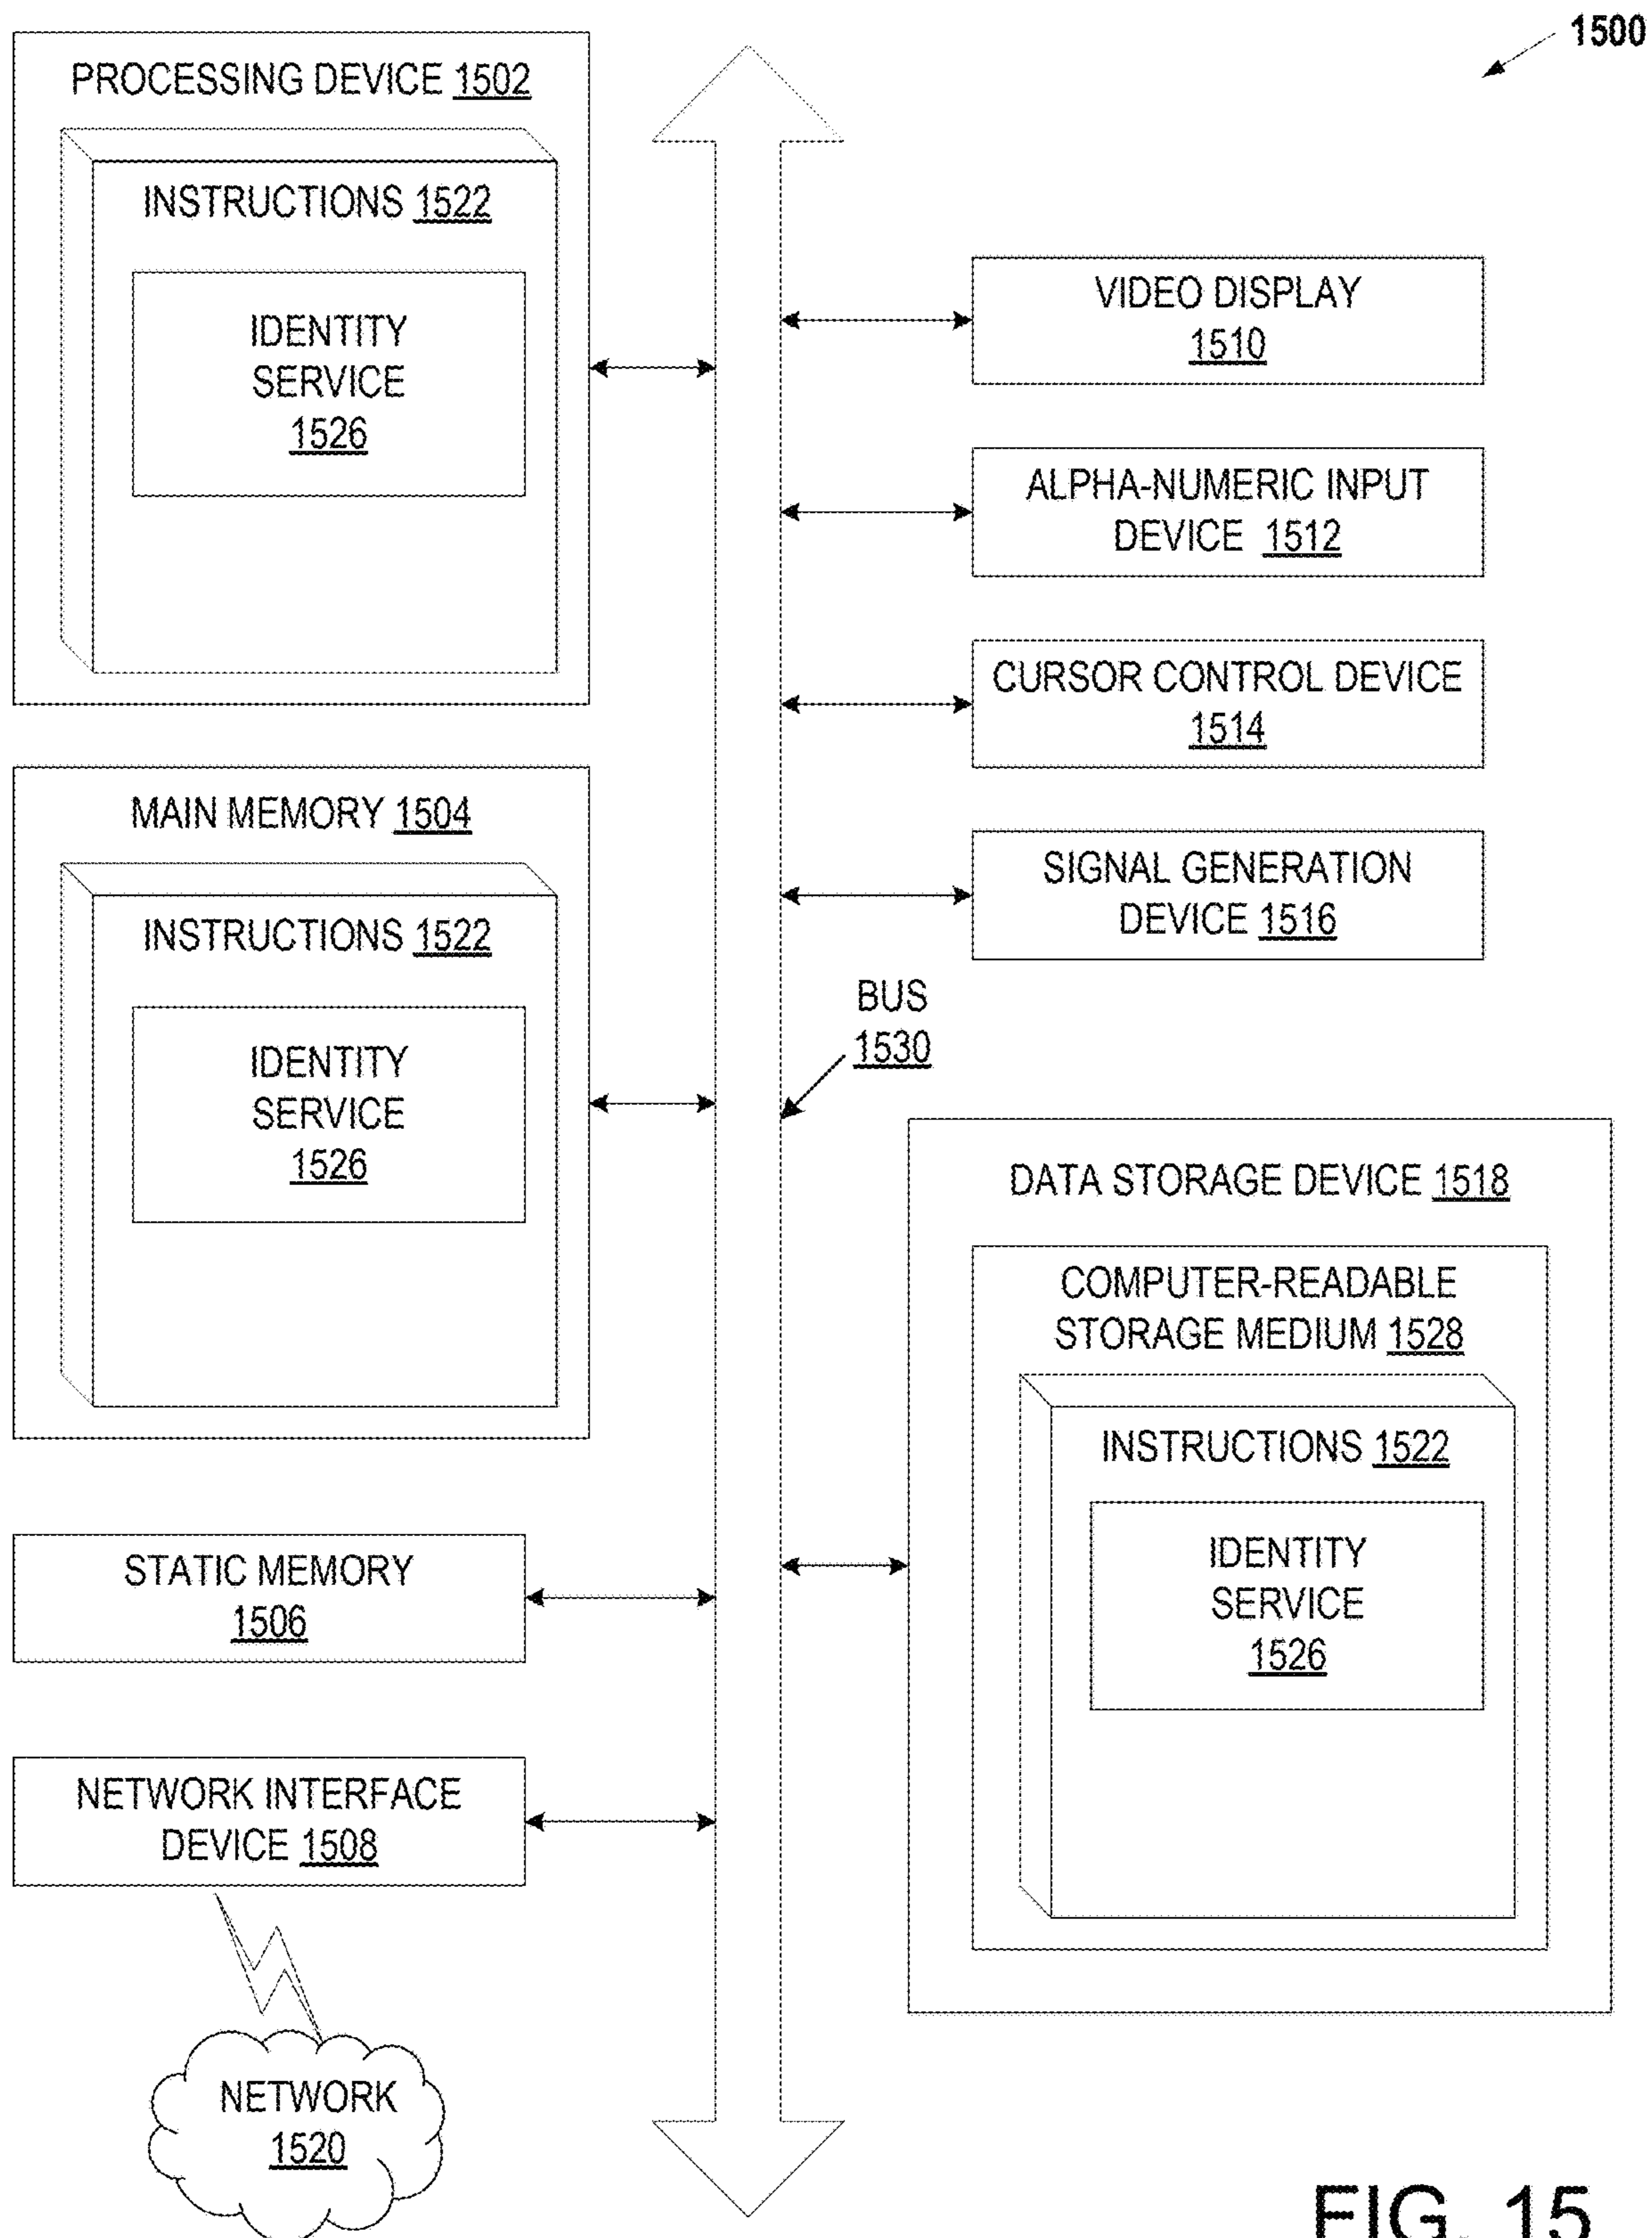 1500
PROCESSING DEVICE 1502
INSTRUCTIONS 1522
IDENTITY
SERVICE
1526
VIDEO DISPLAY
1510
ALPHA-NUMERIC INPUT
DEVICE 1512
CURSOR CONTROL DEVICE
1514
MAIN MEMORY 1504
INSTRUCTIONS 1522
IDENTITY
SERVICE
1526
SIGNAL GENERATION
DEVICE 1516
BUS
1530
DATA STORAGE DEVICE 1518
COMPUTER-READABLE
STORAGE MEDIUM 1528
INSTRUCTIONS 1522
IDENTITY
SERVICE
1526
STATIC MEMORY
1506
NETWORK INTERFACE
DEVICE 1508
NETWORK
1520
FIG. 15